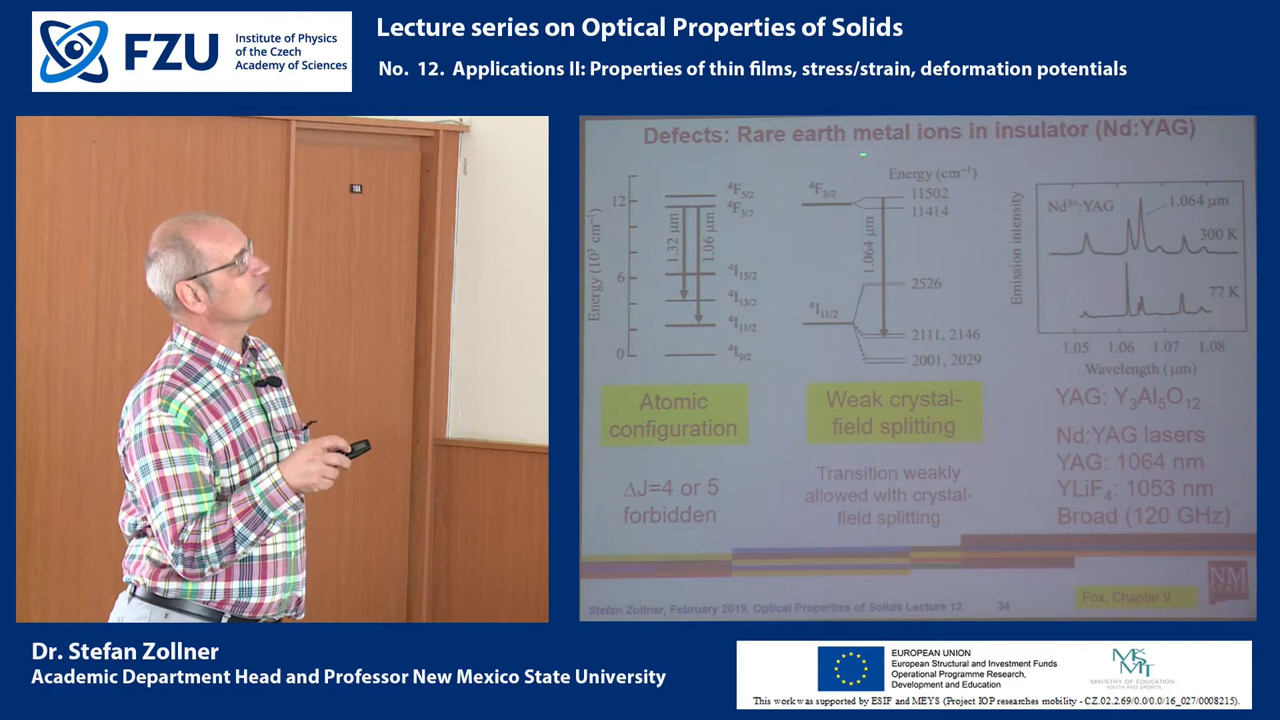 FZU
Institute of Physics
of the Czech
Academy of Sciences
Lecture series on Optical Properties of Solids
No. 12. Applications II: Properties of thin films, stress/strain, deformation potentials
10A
Defects: Rare earth metal ions in insulator (Nd:YAG)
Energy (10³ cm⁻¹)
12
6
0
⁴F₅/₂
⁴F₃/₂
1.32 μm
1.06 μm
⁴I₁₅/₂
⁴I₁₃/₂
⁴I₁₁/₂
⁴I₉/₂
Energy (cm⁻¹)
⁴F₃/₂
11502
11414
1.064 μm
2526
⁴I₁₁/₂
2111, 2146
2001, 2029
Emission intensity
Nd³⁺:YAG
1.064 μm
300 K
77 K
1.05 1.06 1.07 1.08
Wavelength (μm)
Atomic
configuration
ΔJ=4 or 5
forbidden
Weak crystal-
field splitting
Transition weakly
allowed with crystal-
field splitting
YAG: Y₃Al₅O₁₂
Nd:YAG lasers
YAG: 1064 nm
YLiF₄: 1053 nm
Broad (120 GHz)
NM
STATE
Stefan Zollner, February 2019, Optical Properties of Solids Lecture 12
34
Fox, Chapter 9
Dr. Stefan Zollner
Academic Department Head and Professor New Mexico State University
EUROPEAN UNION
European Structural and Investment Funds
Operational Programme Research,
Development and Education
MŠMT
MINISTRY OF EDUCATION,
YOUTH AND SPORTS
This work was supported by ESIF and MEYS (Project IOP researches mobility - CZ.02.2.69/0.0/0.0/16_027/0008215).